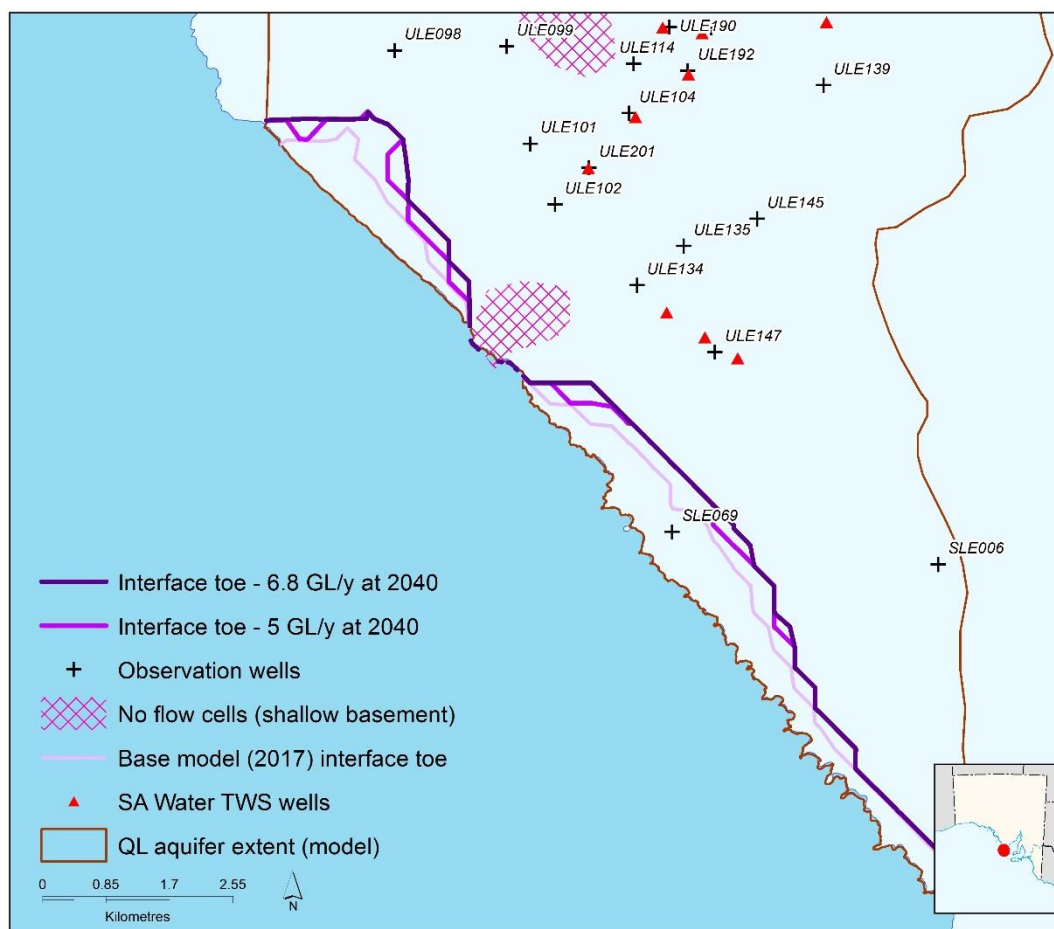 ULE098
ULE099
ULE190
ULE114
ULE192
ULE139
ULE104
ULE101
ULE201
ULE102
ULE145
ULE135
ULE134
ULE147
SLE069
SLE006
Interface toe - 6.8 GL/y at 2040
Interface toe - 5 GL/y at 2040
Observation wells
No flow cells (shallow basement)
Base model (2017) interface toe
SA Water TWS wells
QL aquifer extent (model)
0 0.85 1.7 2.55
Kilometres
N